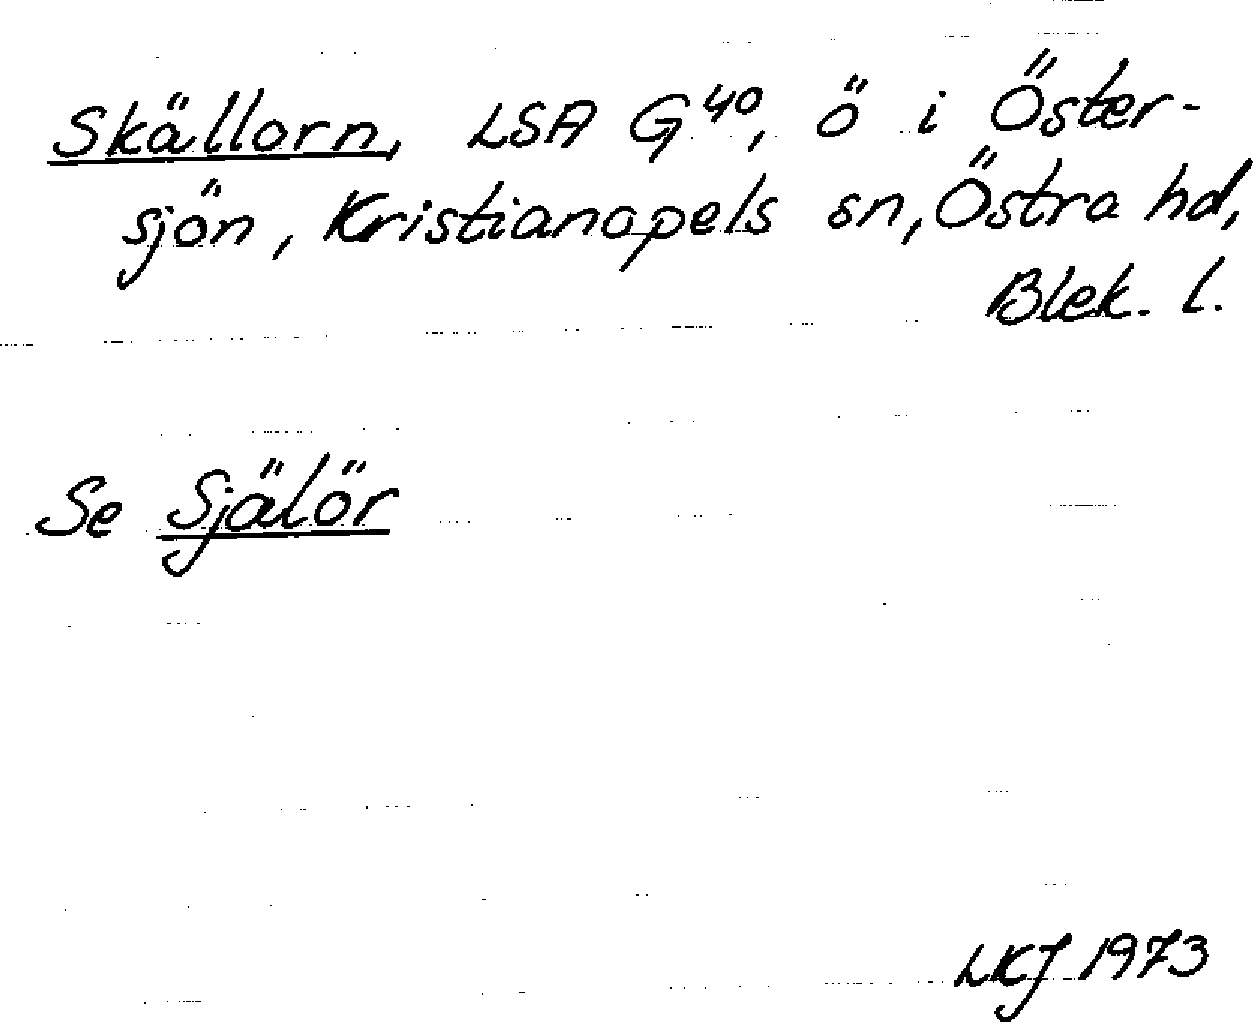 Skällorn, LSA G⁴⁰, ö i Öster-
sjön, Kristianopels sn, Östra hd,
Blek. l.
Se Själör
LKJ 1973